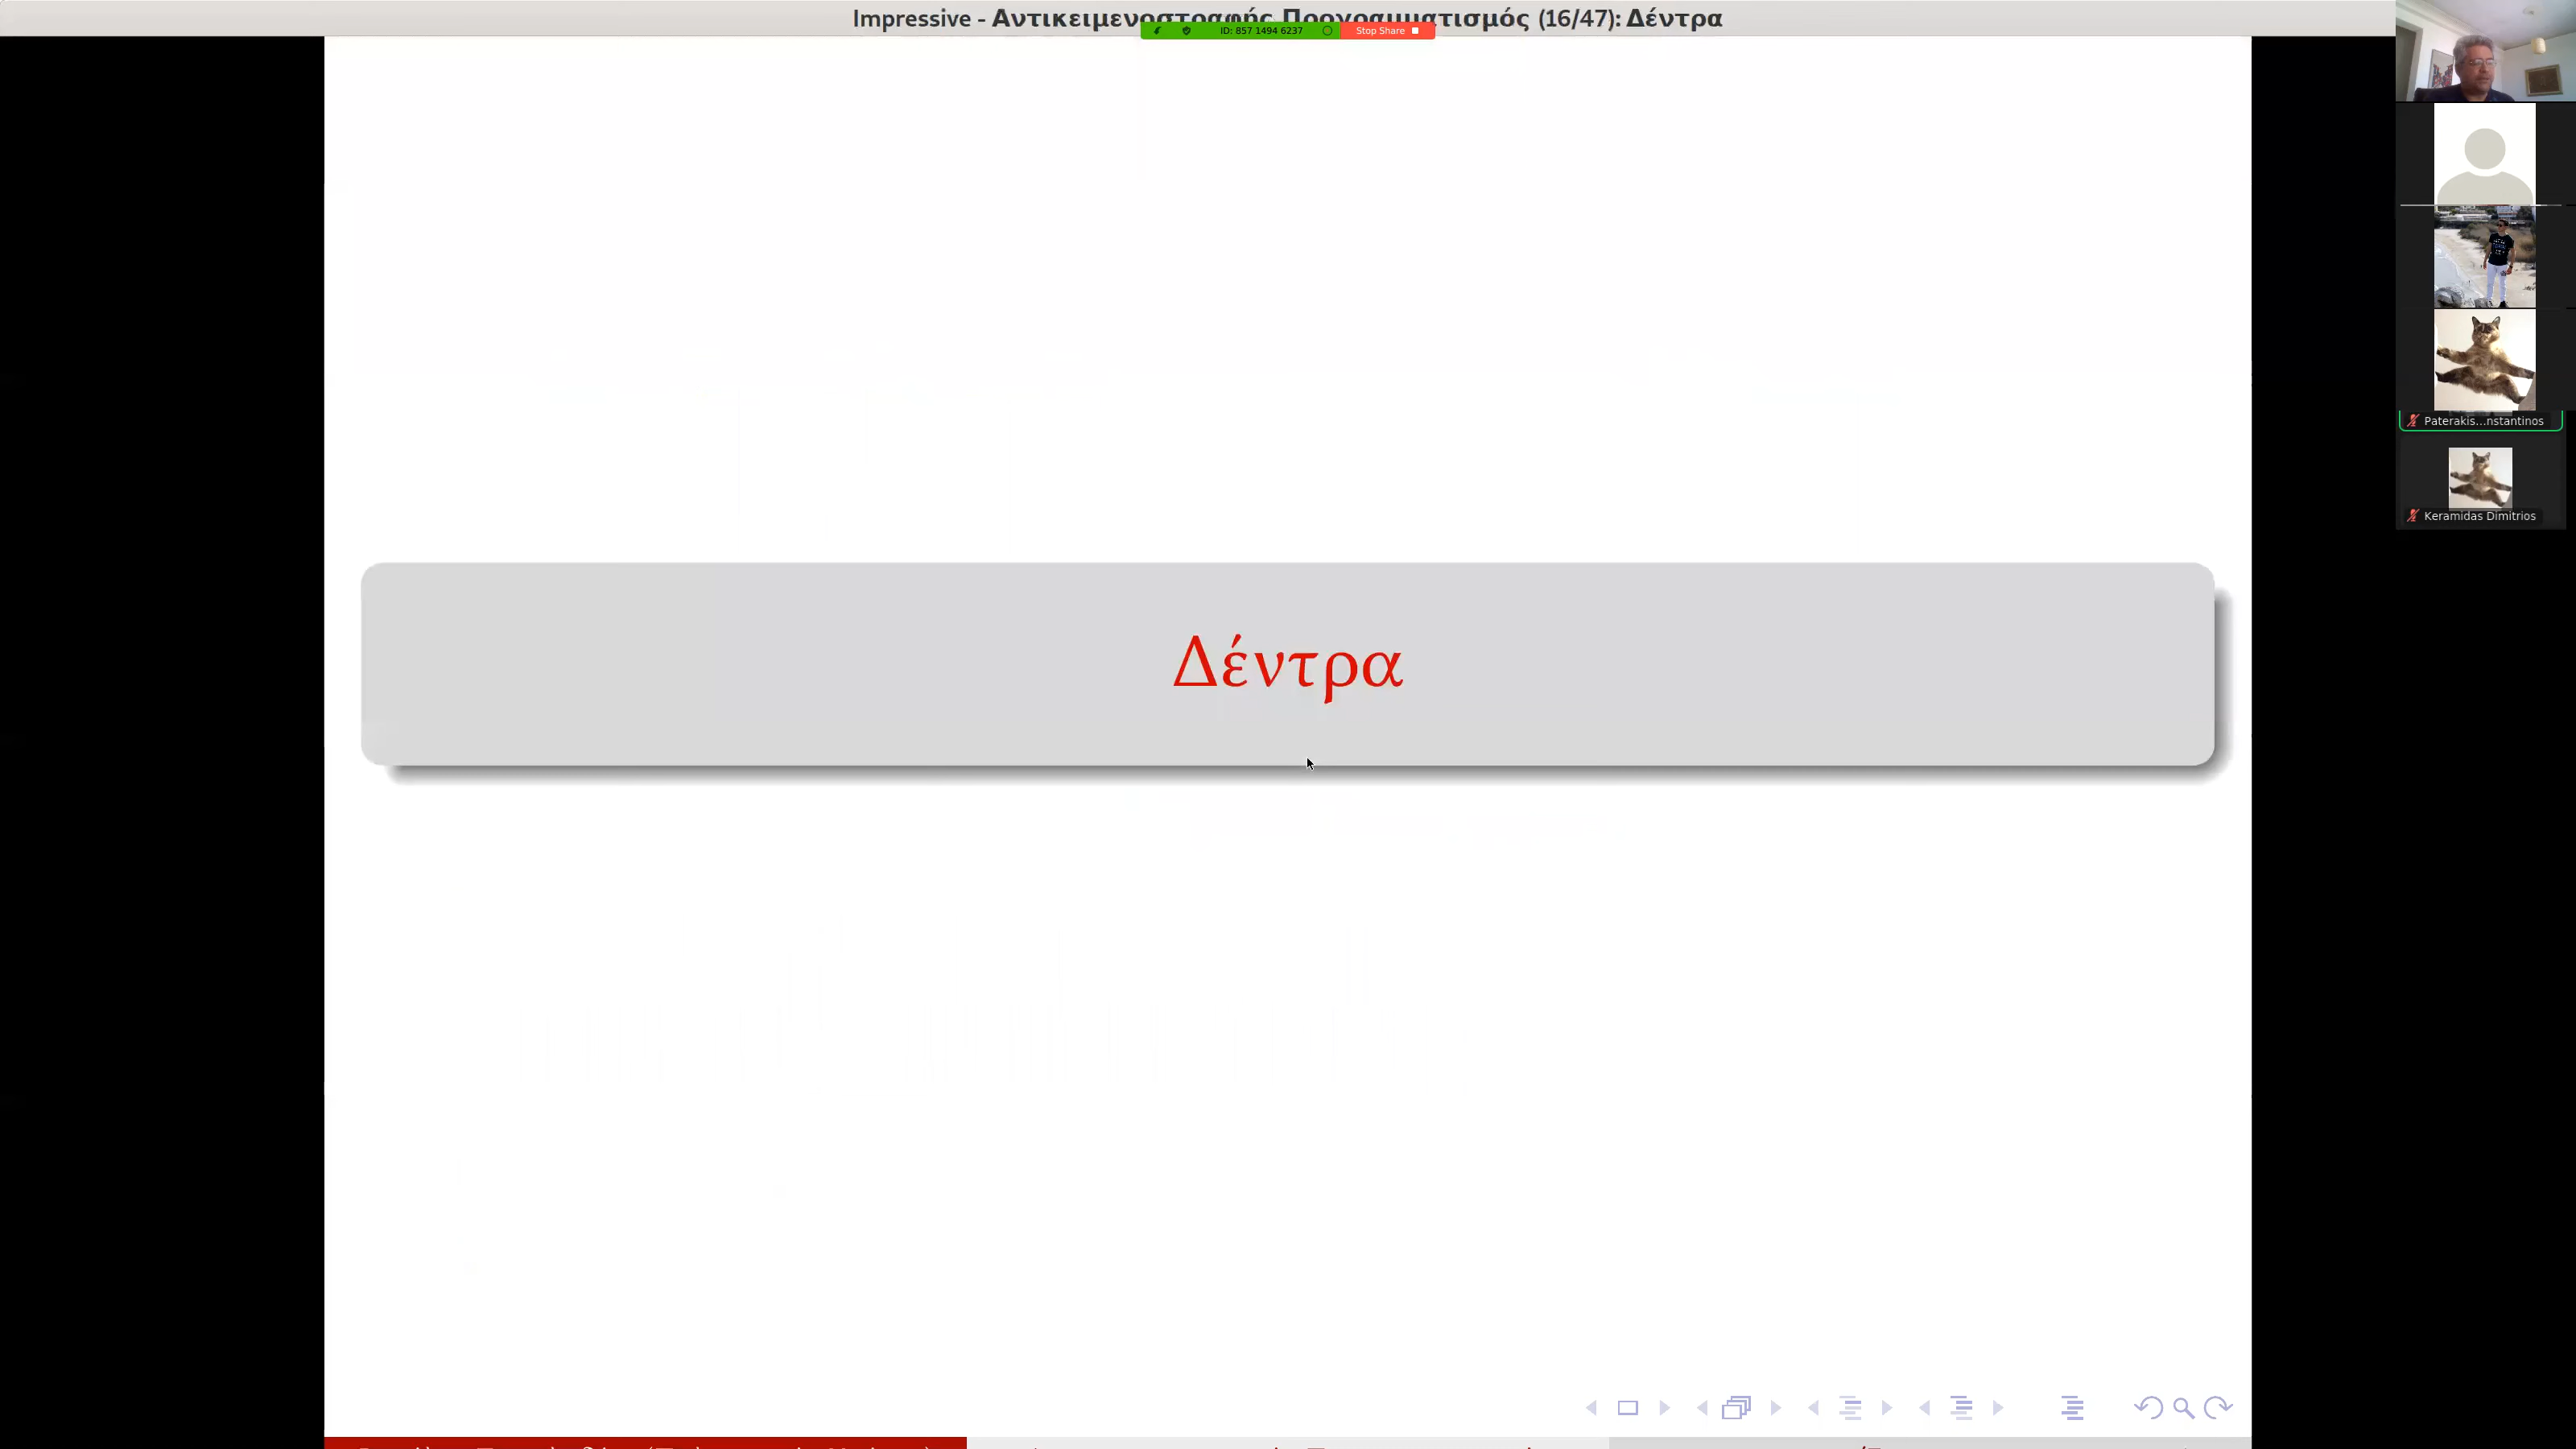 Impressive - Αντικειμενοστραφής Προγραμματισμός (16/47): Δέντρα
ID: 857 1494 6237
Stop Share
Paterakis...nstantinos
Keramidas Dimitrios
Δέντρα